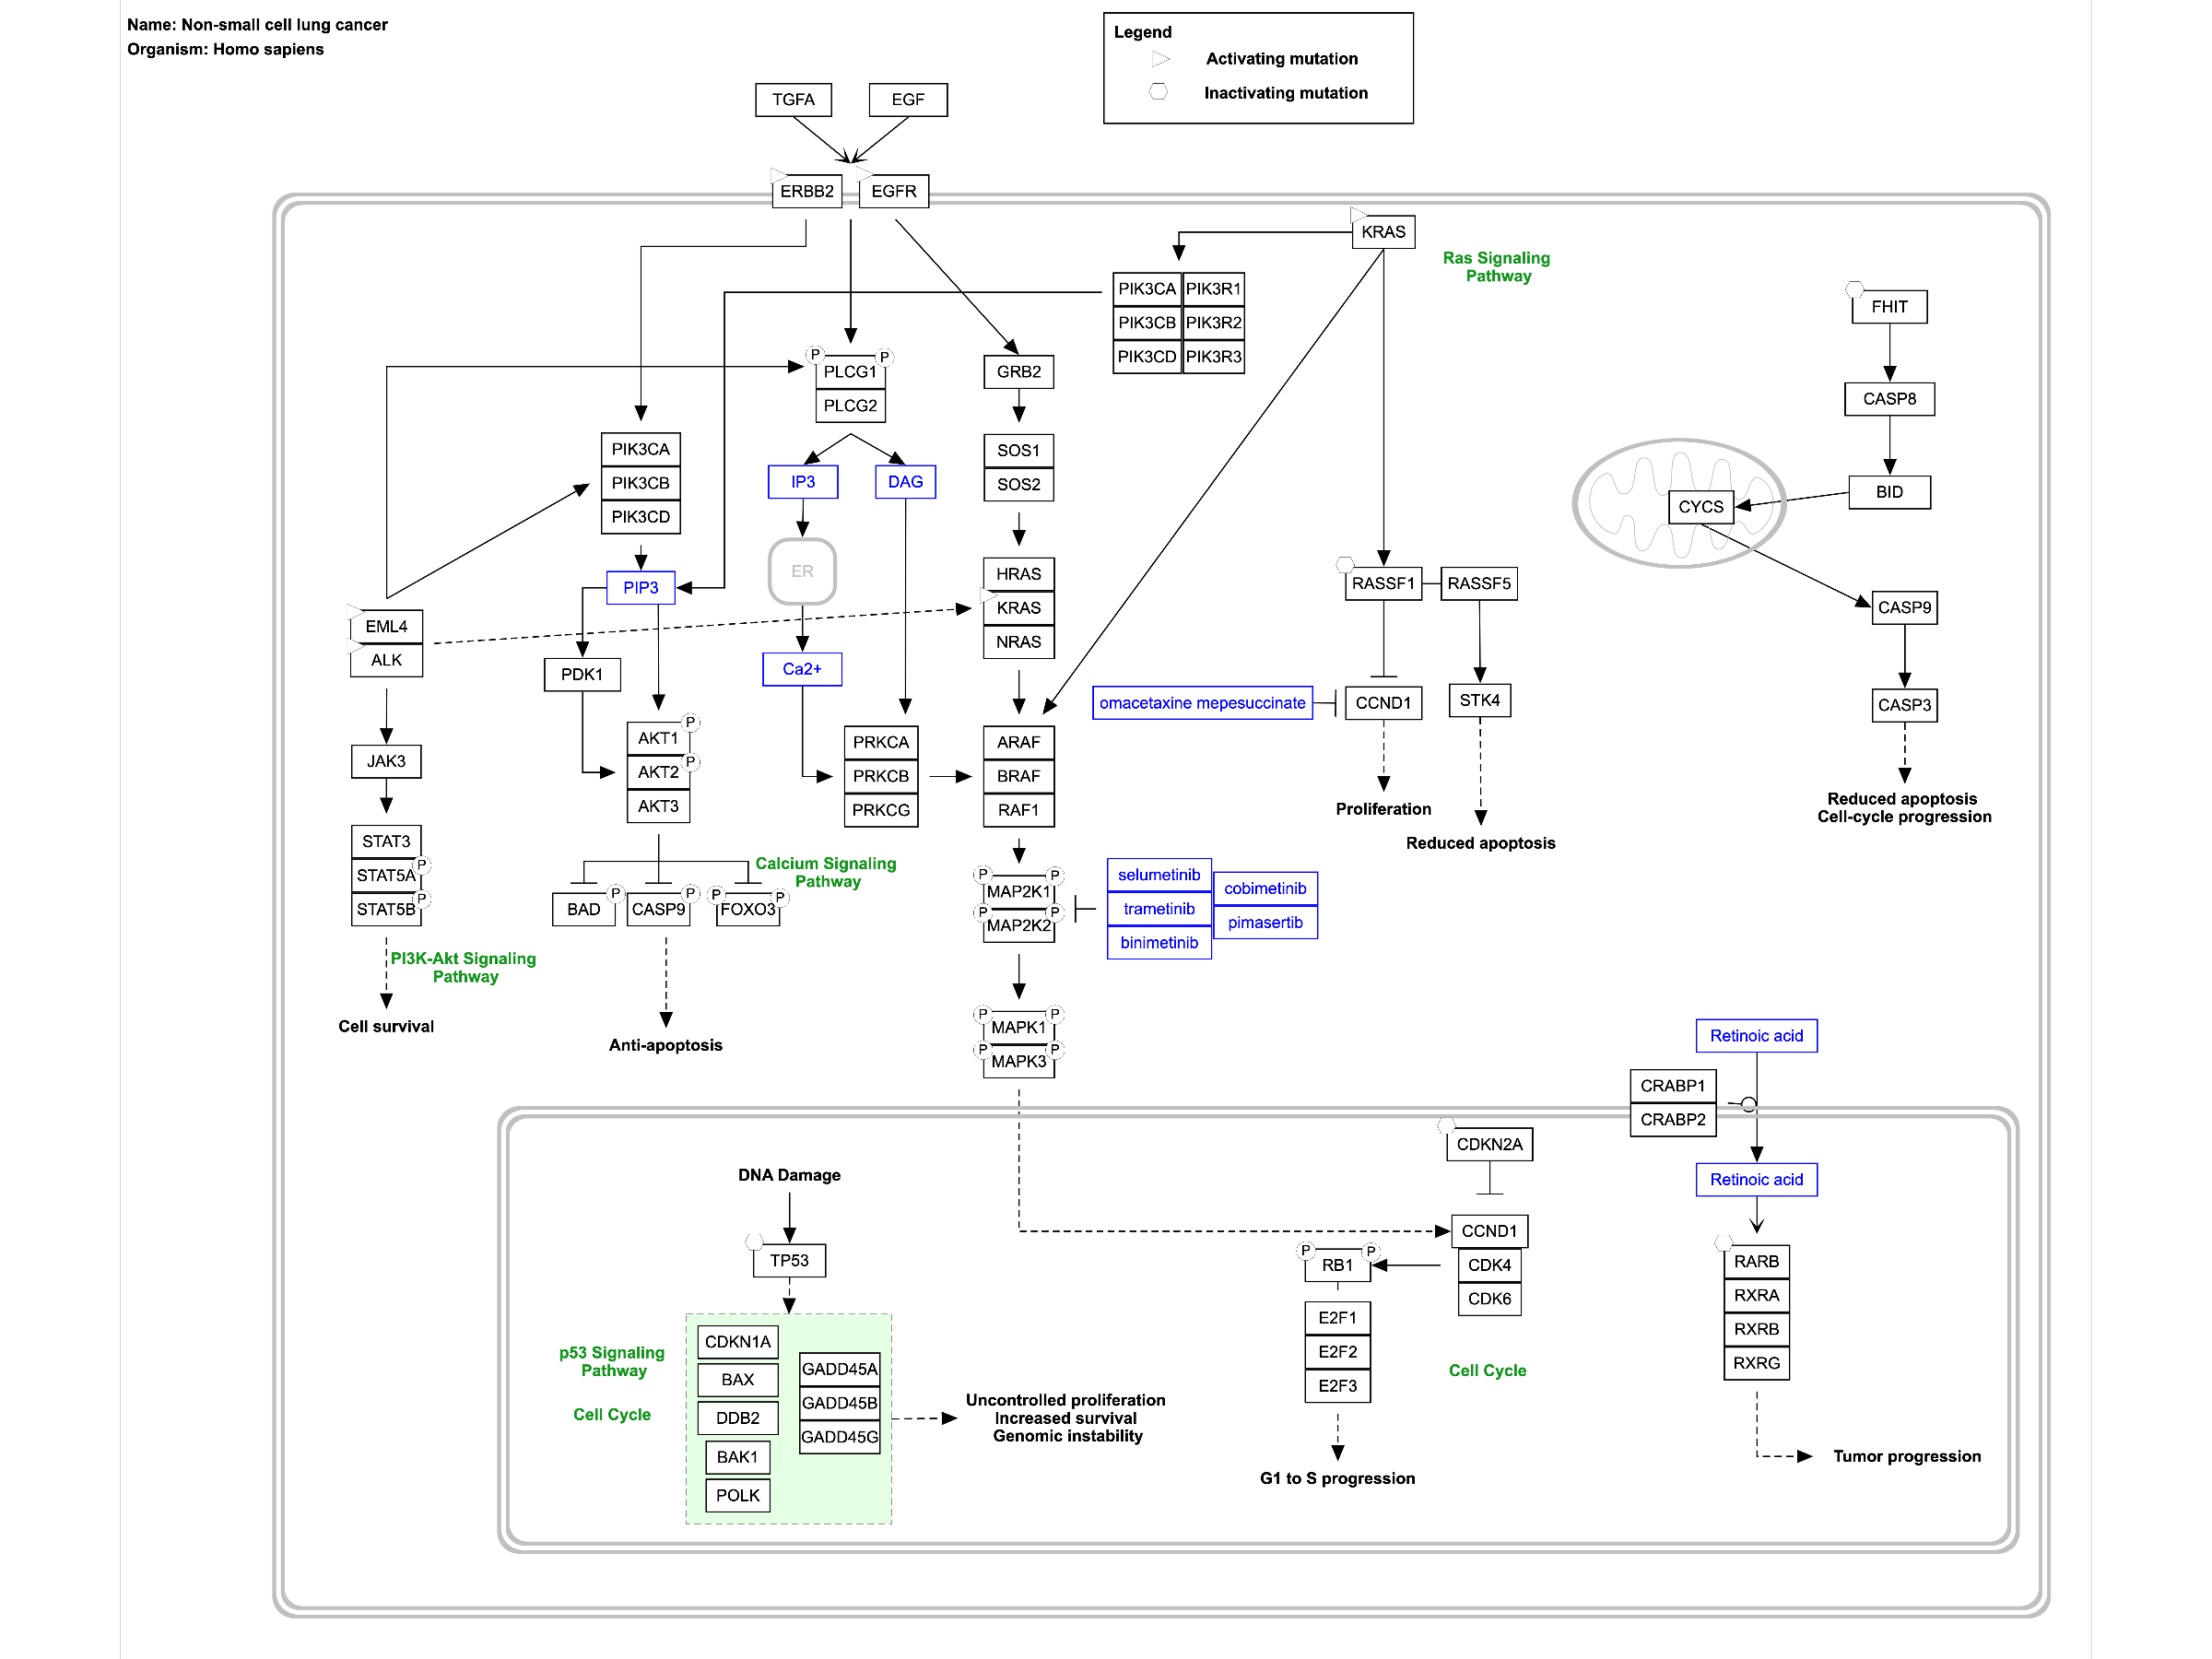 Name: Non-small cell lung cancer
Organism: Homo sapiens
Legend
Activating mutation
Inactivating mutation
TGFA
EGF
ERBB2
EGFR
KRAS
Ras Signaling
Pathway
PIK3CA
PIK3R1
PIK3CB
PIK3R2
PIK3CD
PIK3R3
FHIT
P
P
PLCG1
PLCG2
GRB2
CASP8
PIK3CA
PIK3CB
PIK3CD
IP3
DAG
SOS1
SOS2
BID
CYCS
ER
PIP3
HRAS
KRAS
NRAS
RASSF1
RASSF5
CASP9
EML4
ALK
PDK1
Ca2+
omacetaxine mepesuccinate
CCND1
STK4
CASP3
P
AKT1
P
AKT2
AKT3
JAK3
PRKCA
PRKCB
PRKCG
ARAF
BRAF
RAF1
Proliferation
Reduced apoptosis
Reduced apoptosis
Cell-cycle progression
STAT3
P
STAT5A
P
STAT5B
Calcium Signaling
Pathway
P
BAD
P
CASP9
P
P
FOXO3
P
P
MAP2K1
P
P
MAP2K2
selumetinib
trametinib
binimetinib
cobimetinib
pimasertib
PI3K-Akt Signaling
Pathway
Cell survival
Anti-apoptosis
P
P
MAPK1
P
P
MAPK3
Retinoic acid
CRABP1
CRABP2
CDKN2A
Retinoic acid
DNA Damage
TP53
CCND1
CDK4
CDK6
P
P
RB1
E2F1
E2F2
E2F3
RARB
RXRA
RXRB
RXRG
p53 Signaling
Pathway
Cell Cycle
CDKN1A
BAX
DDB2
BAK1
POLK
GADD45A
GADD45B
GADD45G
Uncontrolled proliferation
Increased survival
Genomic instability
Cell Cycle
G1 to S progression
Tumor progression